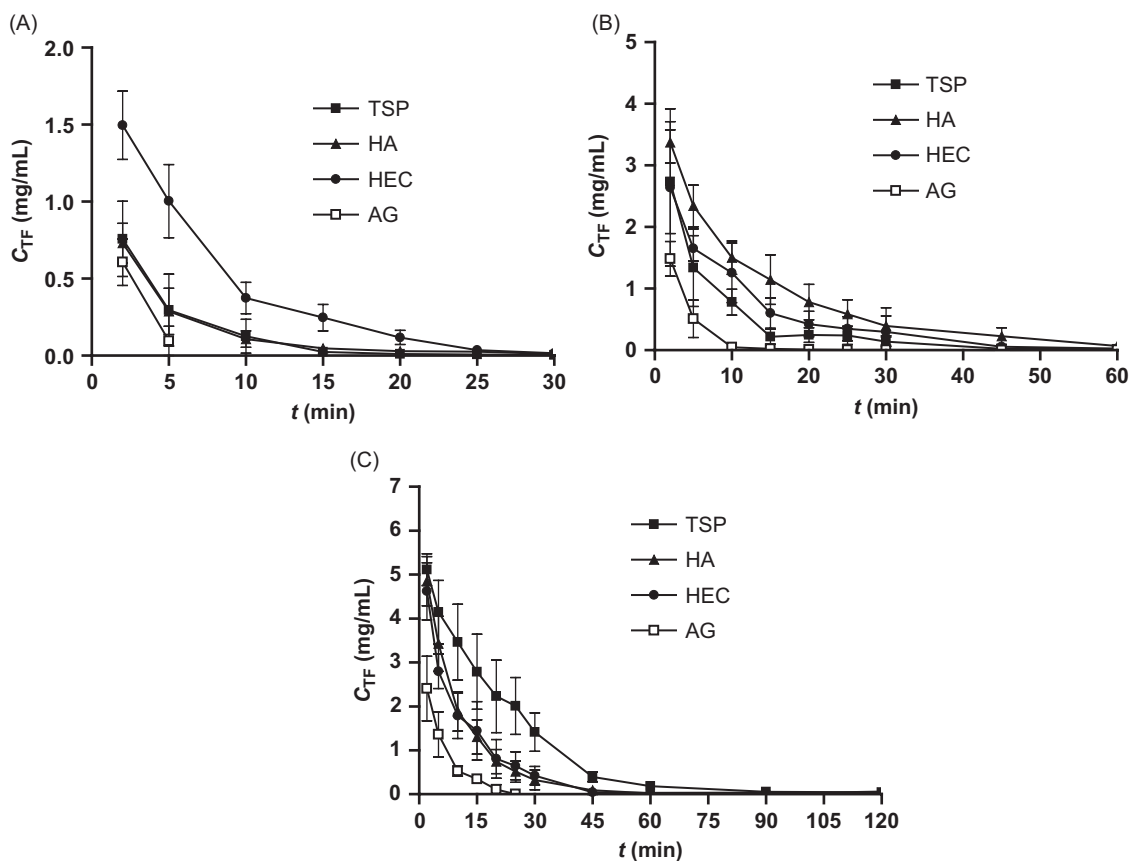 (A)
2.0
1.5
1.0
0.5
0.0
C_TF (mg/mL)
0 5 10 15 20 25 30
t (min)
TSP
HA
HEC
AG
(B)
5
4
3
2
1
0
C_TF (mg/mL)
0 10 20 30 40 50 60
t (min)
TSP
HA
HEC
AG
(C)
7
6
5
4
3
2
1
0
C_TF (mg/mL)
0 15 30 45 60 75 90 105 120
t (min)
TSP
HA
HEC
AG